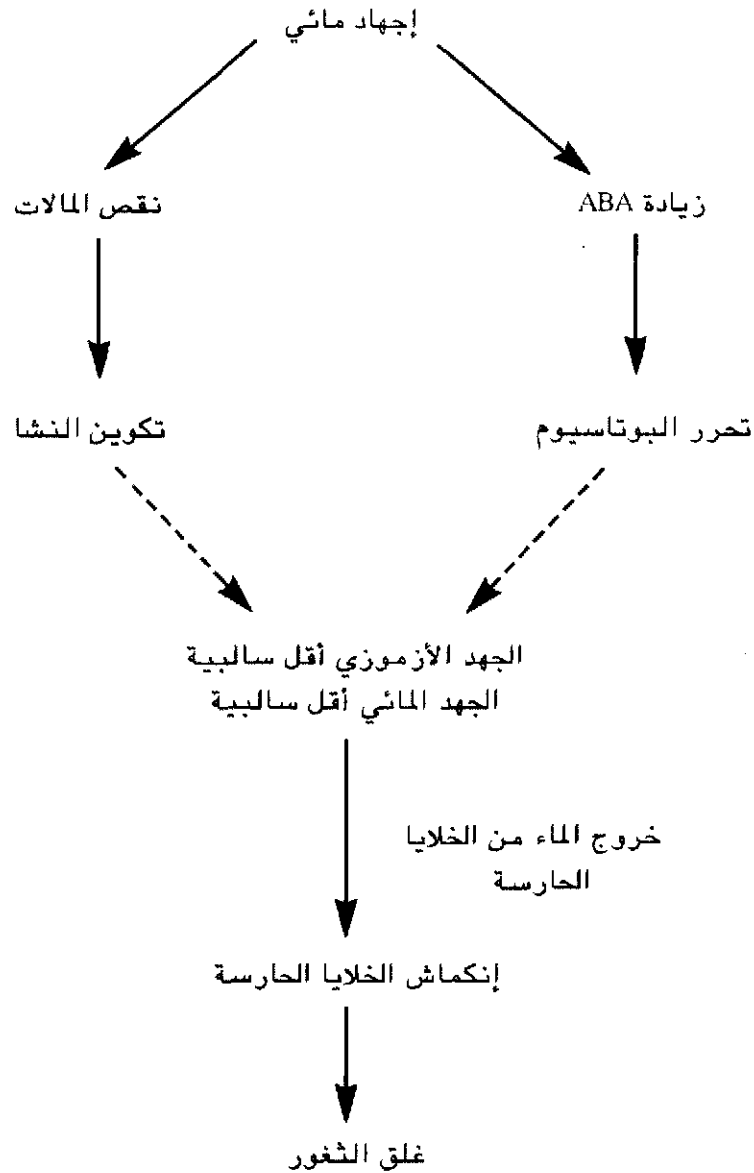 إجهاد مائي
زيادة ABA
نقص المالات
تحرر البوتاسيوم
تكوين النشا
الجهد الأزموزي أقل سالبية
الجهد المائي أقل سالبية
خروج الماء من الخلايا
الحارسة
إنكماش الخلايا الحارسة
غلق الثغور